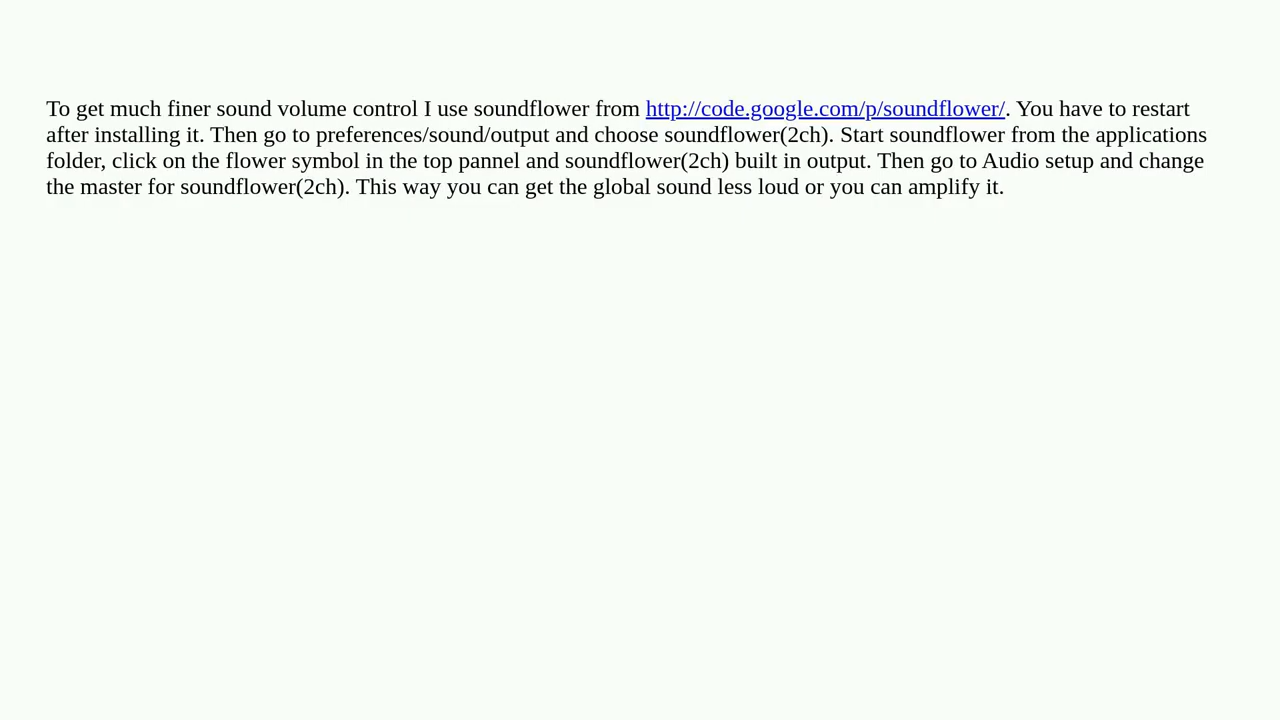 To get much finer sound volume control I use soundflower from http://code.google.com/p/soundflower/. You have to restart
after installing it. Then go to preferences/sound/output and choose soundflower(2ch). Start soundflower from the applications
folder, click on the flower symbol in the top pannel and soundflower(2ch) built in output. Then go to Audio setup and change
the master for soundflower(2ch). This way you can get the global sound less loud or you can amplify it.